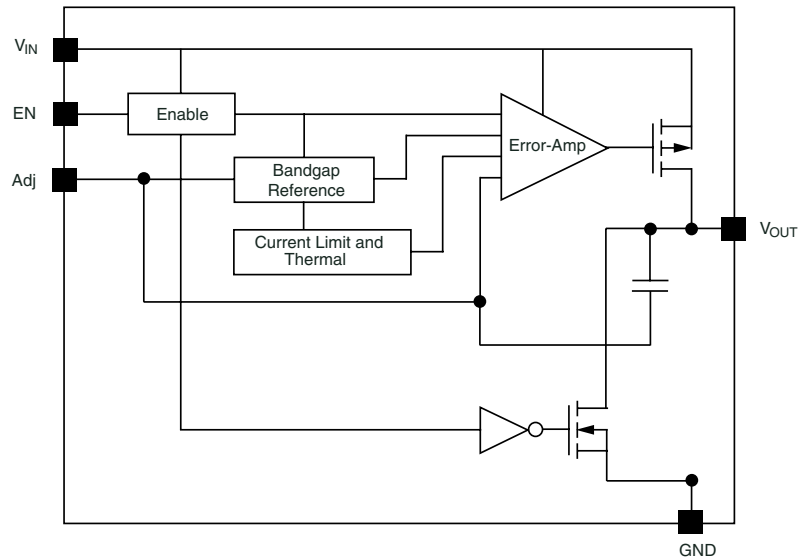 VIN
EN
Enable
Error-Amp
Adj
Bandgap
Reference
VOUT
Current Limit and
Thermal
GND